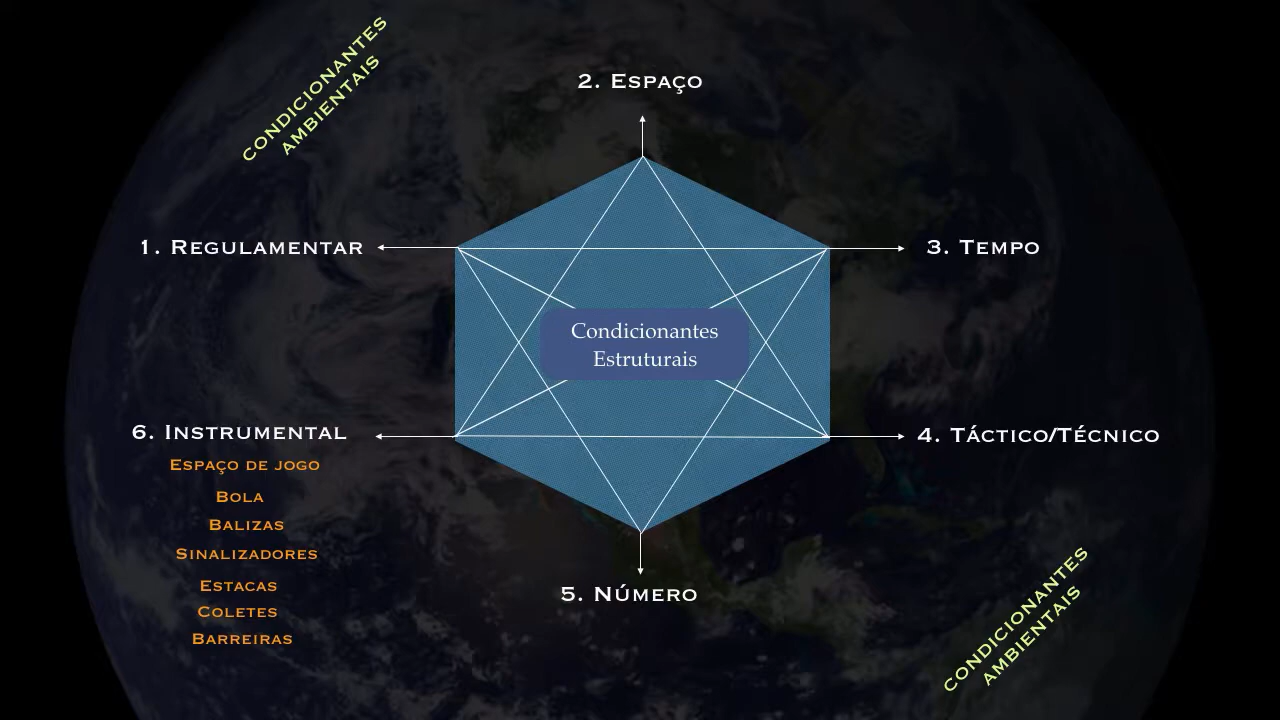 CONDICIONANTES
AMBIENTAIS
2. ESPAÇO
1. REGULAMENTAR
3. TEMPO
Condicionantes
Estruturais
6. INSTRUMENTAL
4. TÁCTICO/TÉCNICO
ESPAÇO DE JOGO
BOLA
BALIZAS
SINALIZADORES
ESTACAS
COLETES
BARREIRAS
5. NÚMERO
CONDICIONANTES
AMBIENTAIS